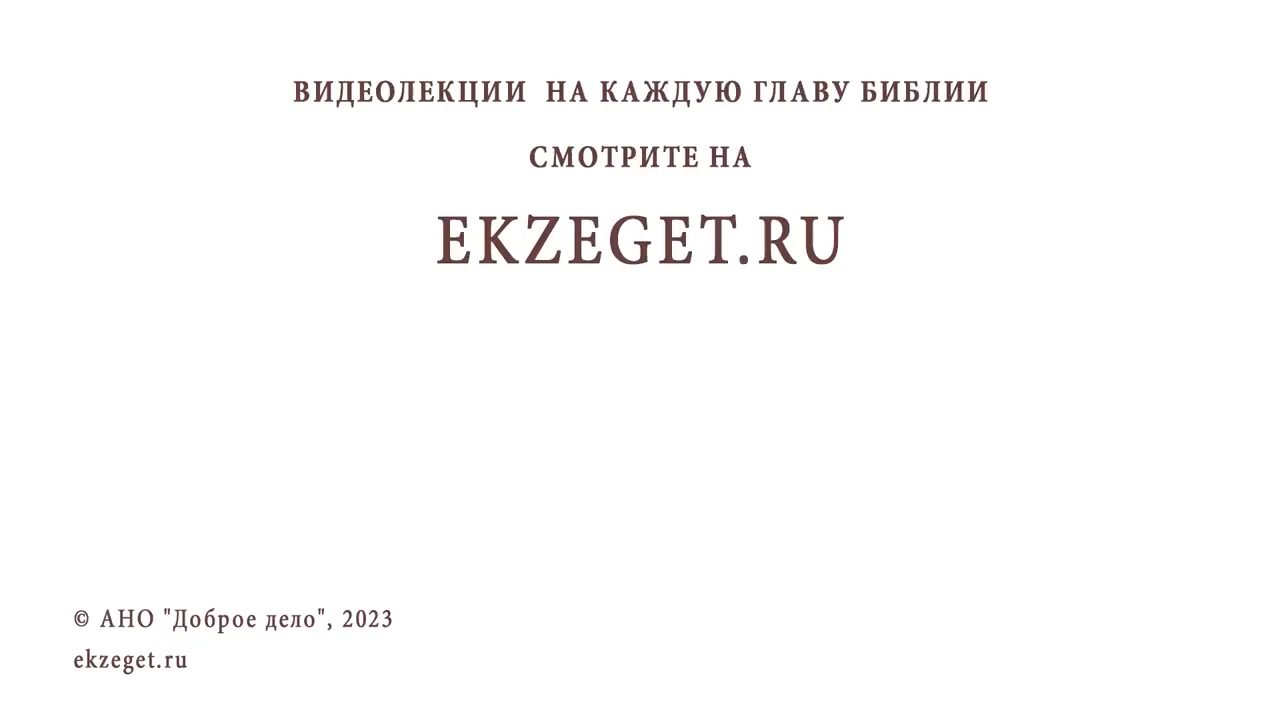 ВИДЕОЛЕКЦИИ НА КАЖДУЮ ГЛАВУ БИБЛИИ
СМОТРИТЕ НА
EKZEGET.RU
© АНО "Доброе дело", 2023
ekzeget.ru